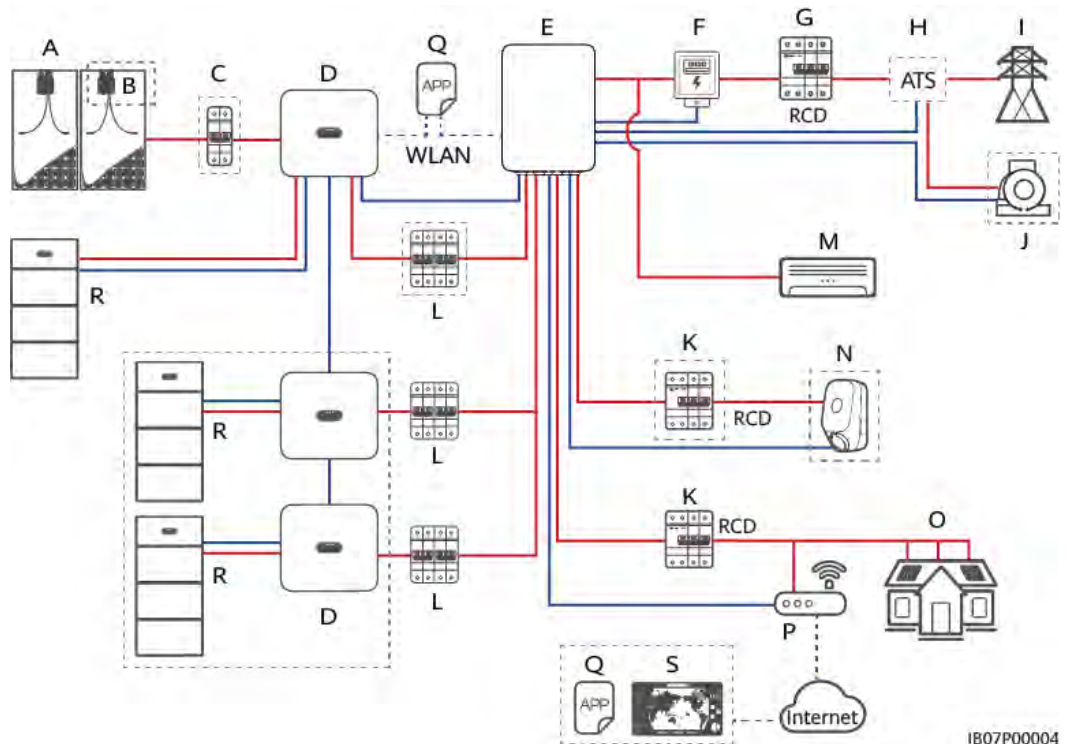 A
B
C
D
Q
APP
WLAN
E
F
G
RCD
H
ATS
I
J
R
L
M
K
RCD
N
R
L
K
RCD
O
R
D
L
P
Q
APP
S
Internet
IB07P00004